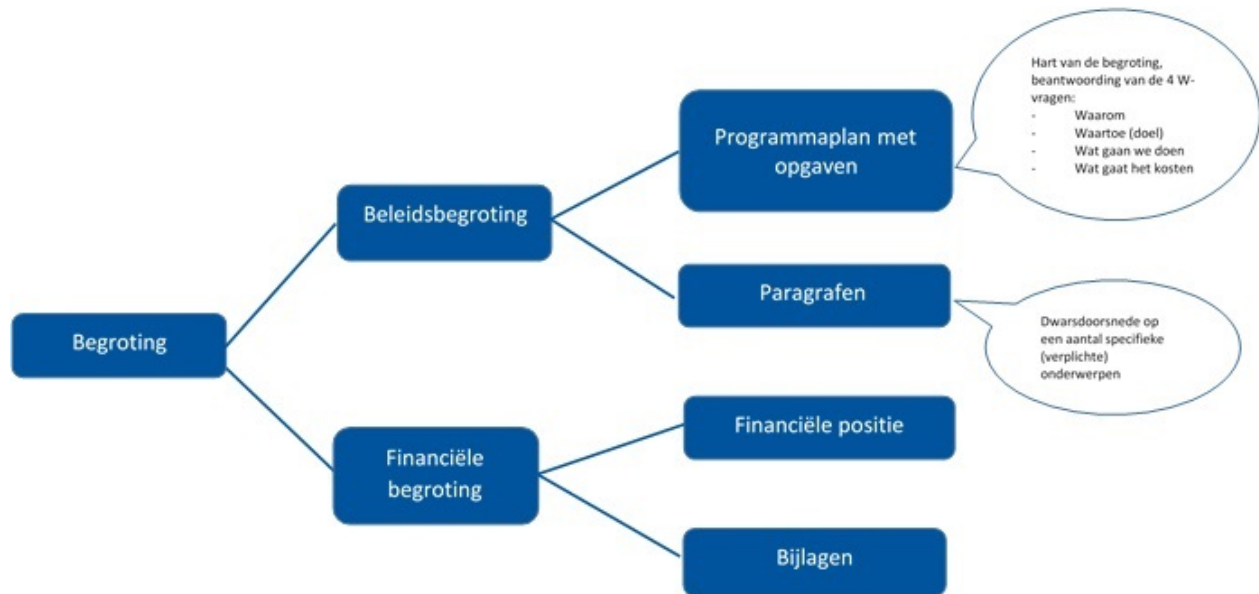 Hart van de begroting,
beantwoording van de 4 W-
vragen:
- Waarom
- Waartoe (doel)
- Wat gaan we doen
- Wat gaat het kosten
Programmaplan met
opgaven
Beleidsbegroting
Paragrafen
Dwarsdoorsnede op
een aantal specifieke
(verplichte)
onderwerpen
Begroting
Financiële positie
Financiële
begroting
Bijlagen